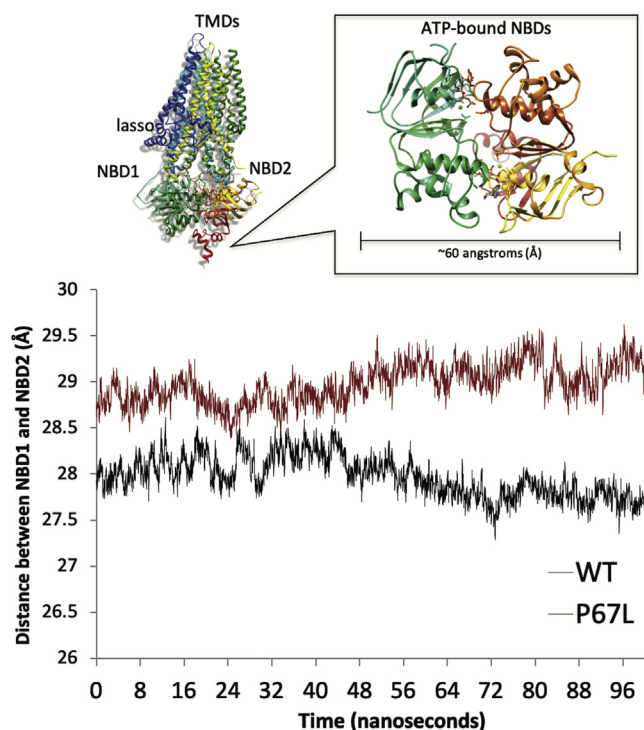 TMDs
ATP-bound NBDs
lasso
NBD1
NBD2
~60 angstroms (Å)
Distance between NBD1 and NBD2 (Å)
30
29.5
29
28.5
28
27.5
27
26.5
26
WT
P67L
0 8 16 24 32 40 48 56 64 72 80 88 96
Time (nanoseconds)